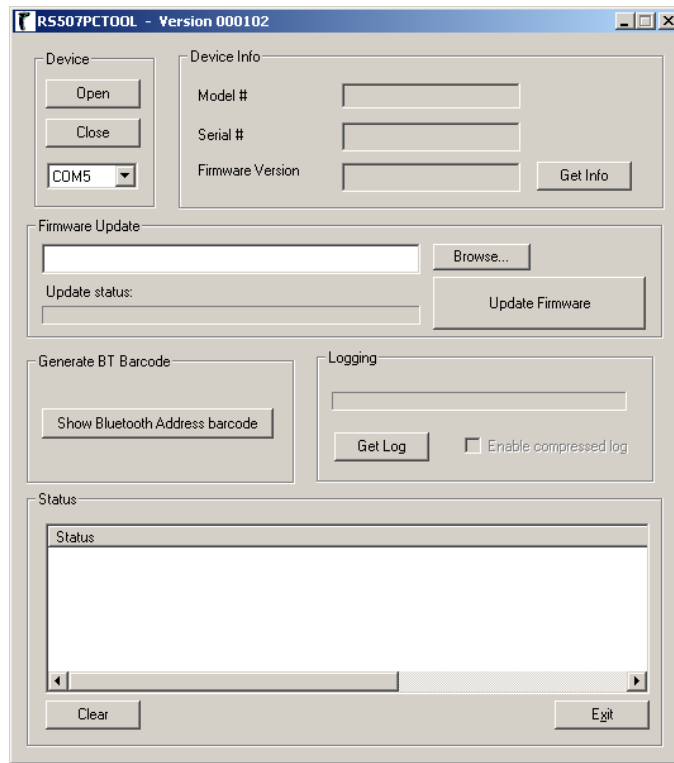 RS507PCTOOL - Version 000102
Device
Open
Close
COM5
Device Info
Model #
Serial #
Firmware Version
Get Info
Firmware Update
Browse...
Update status:
Update Firmware
Generate BT Barcode
Show Bluetooth Address barcode
Logging
Get Log
Enable compressed log
Status
Status
Clear
Exit